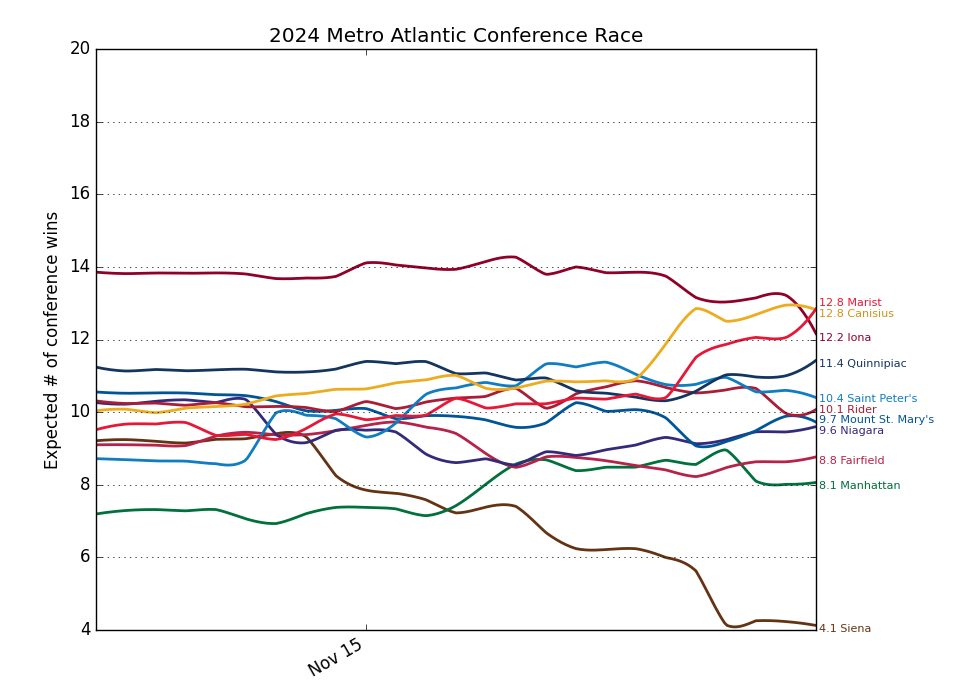 2024 Metro Atlantic Conference Race
Expected # of conference wins
20
18
16
14
12
10
8
6
4
Nov 15
12.8 Marist
12.8 Canisius
12.2 Iona
11.4 Quinnipiac
10.4 Saint Peter's
10.1 Rider
9.7 Mount St. Mary's
9.6 Niagara
8.8 Fairfield
8.1 Manhattan
4.1 Siena